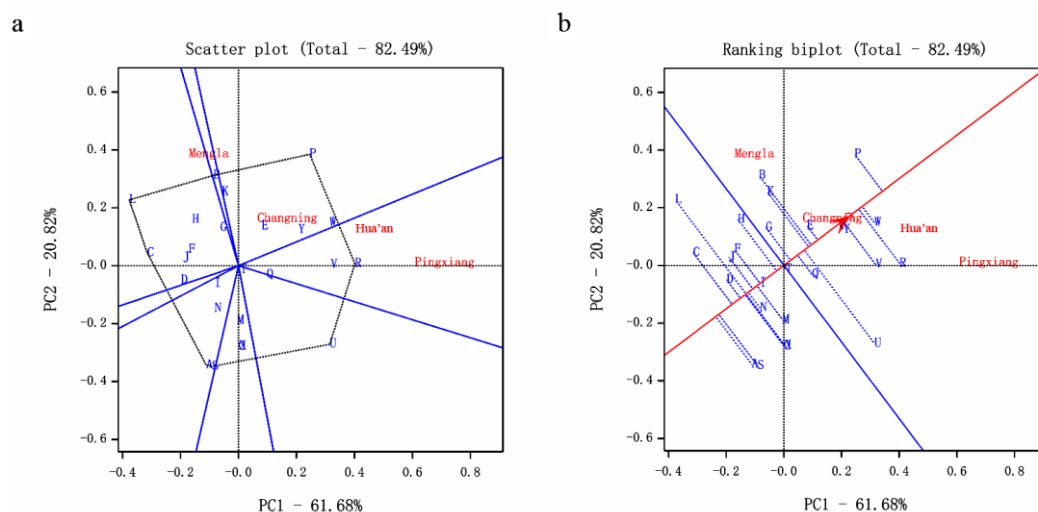 a
b
Scatter plot (Total - 82.49%)
Ranking biplot (Total - 82.49%)
0.6
0.4
0.2
-0.0
-0.2
-0.4
-0.6
PC2 - 20.82%
-0.4
-0.2
-0.0
0.2
0.4
0.6
0.8
PC1 - 61.68%
Mengla
Changning
Hua'an
Pingxiang
P
K
L
H
G
E
Y
W
C
F
J
D
I
Q
V
R
N
M
U
A
S
0.6
0.4
0.2
-0.0
-0.2
-0.4
-0.6
PC2 - 20.82%
-0.4
-0.2
-0.0
0.2
0.4
0.6
0.8
PC1 - 61.68%
Mengla
Changning
Hua'an
Pingxiang
P
B
K
L
H
G
E
Y
W
C
F
J
D
I
Q
V
R
N
M
U
A
S